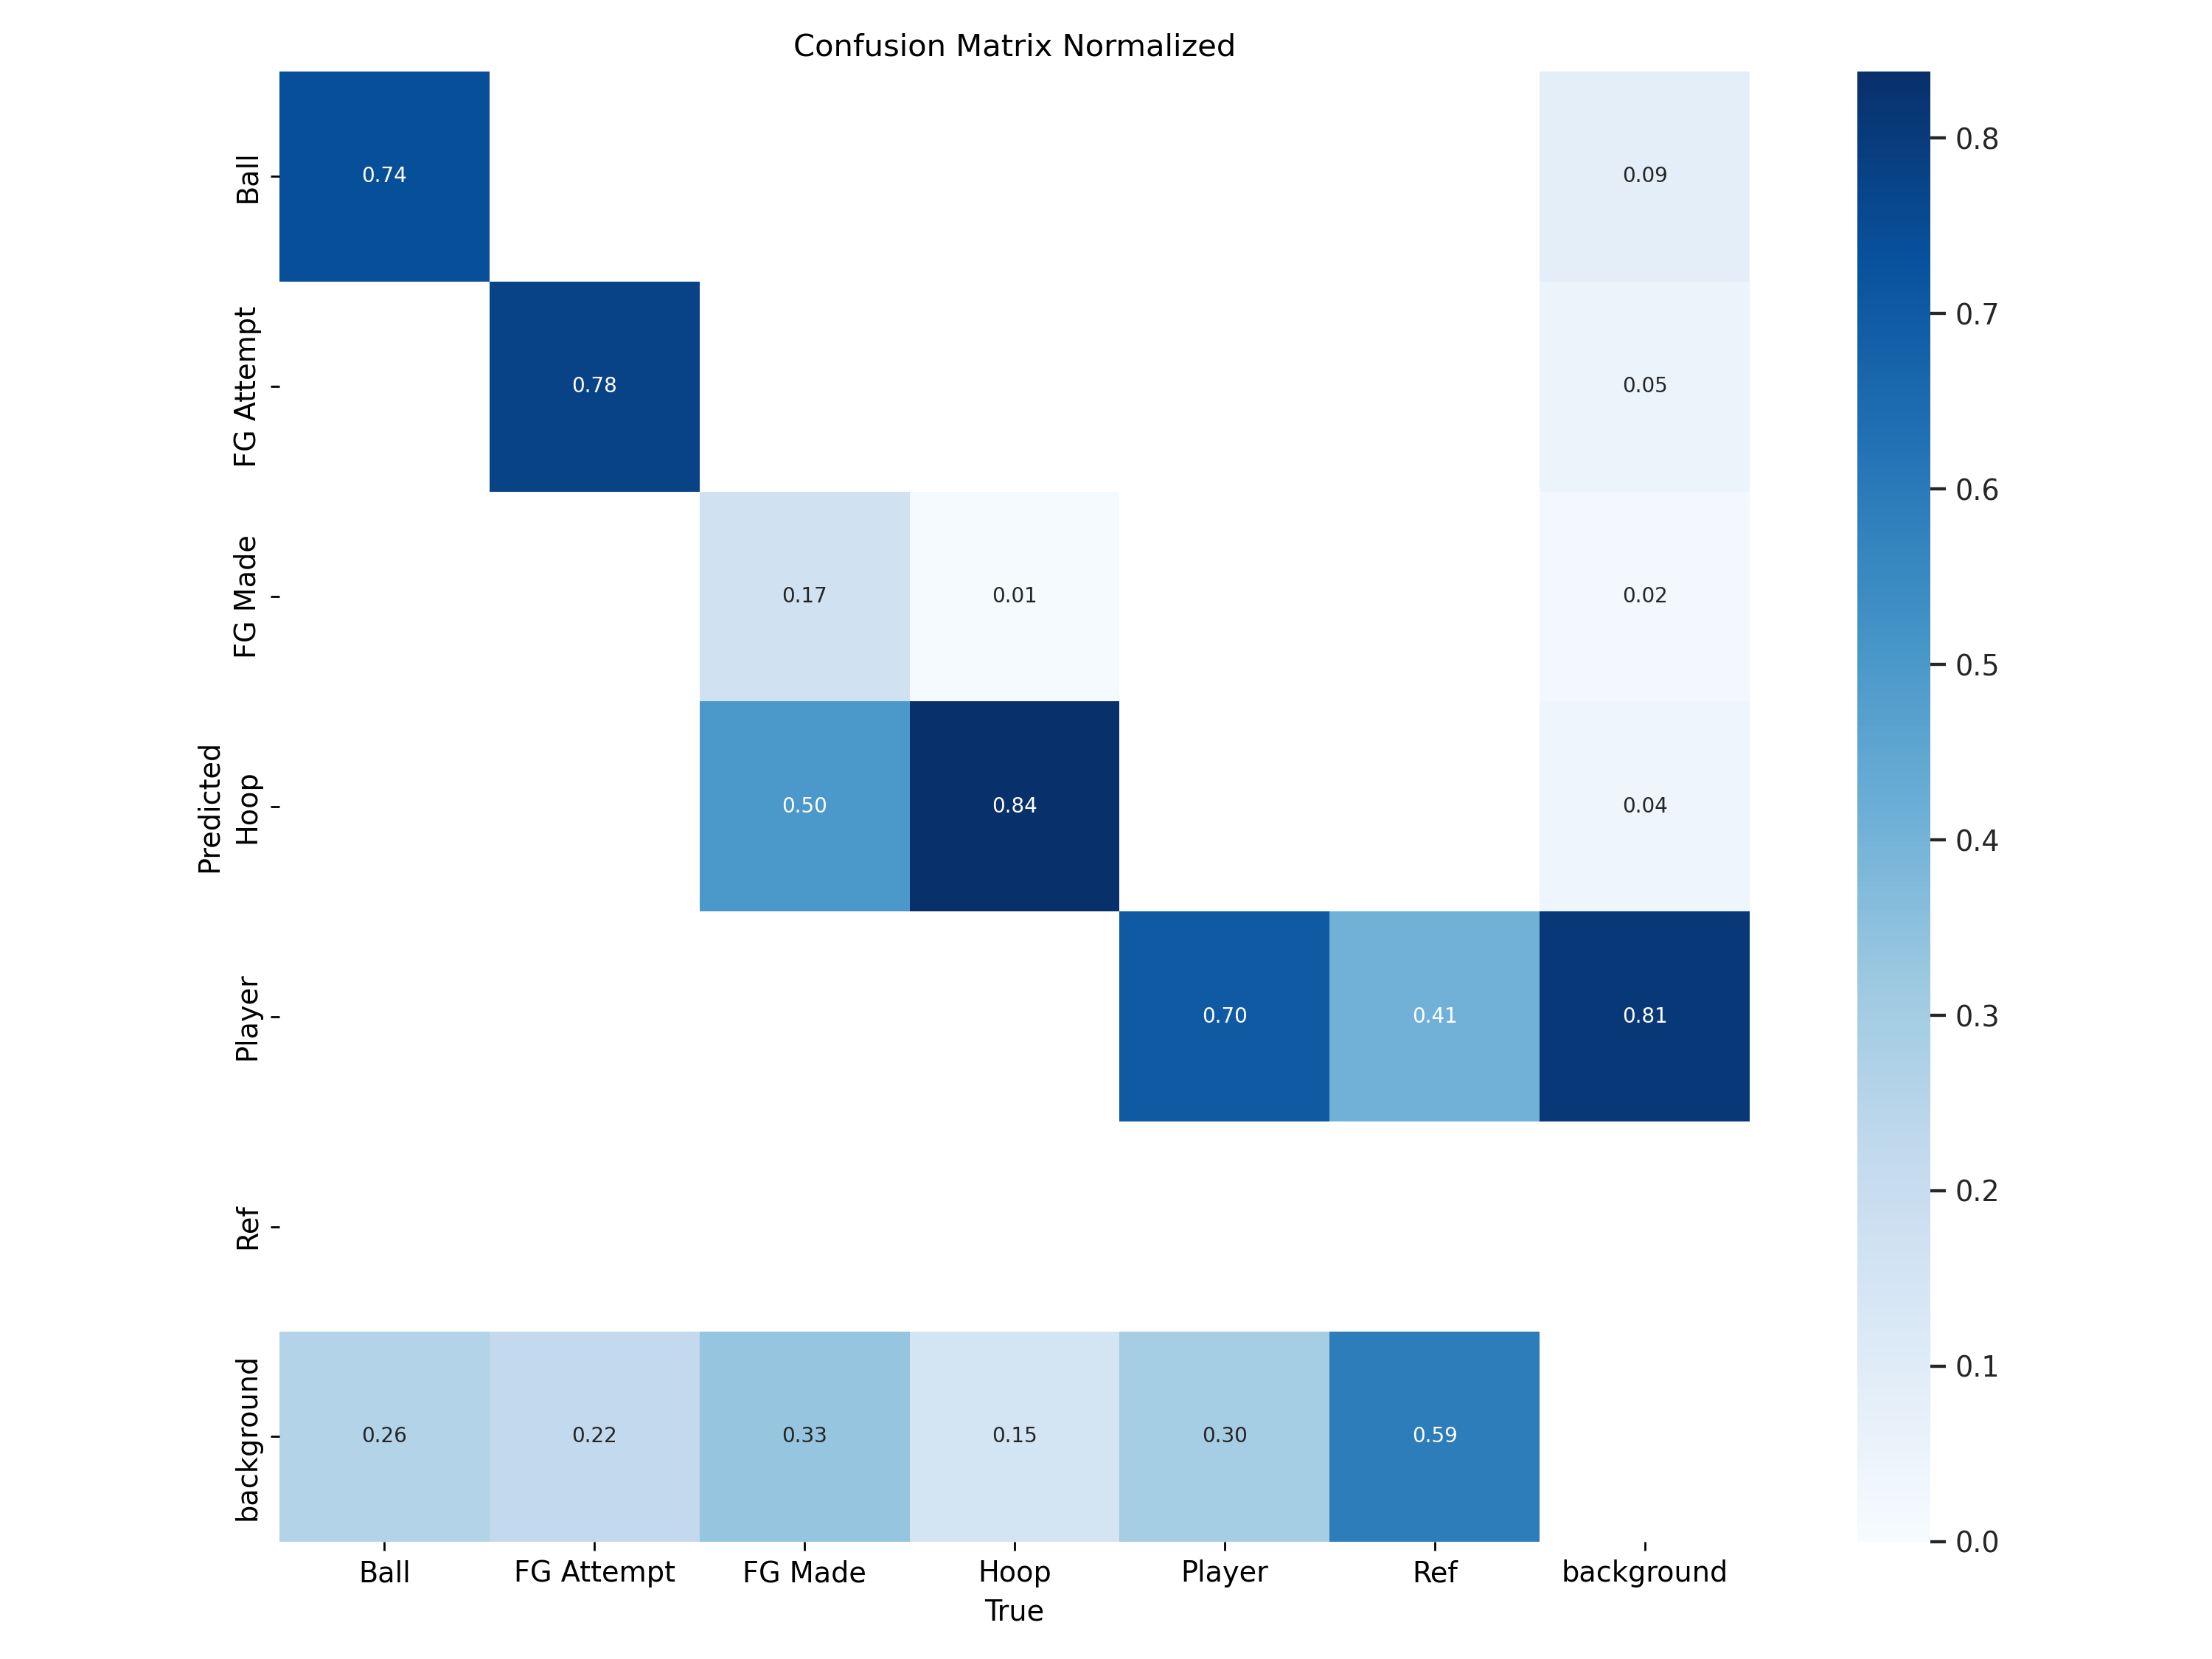 Confusion Matrix Normalized
Predicted
Ball
0.74
0.09
FG Attempt
0.78
0.05
FG Made
0.17
0.01
0.02
Hoop
0.50
0.84
0.04
Player
0.70
0.41
0.81
Ref
background
0.26
0.22
0.33
0.15
0.30
0.59
Ball
FG Attempt
FG Made
Hoop
Player
Ref
background
True
0.8
0.7
0.6
0.5
0.4
0.3
0.2
0.1
0.0